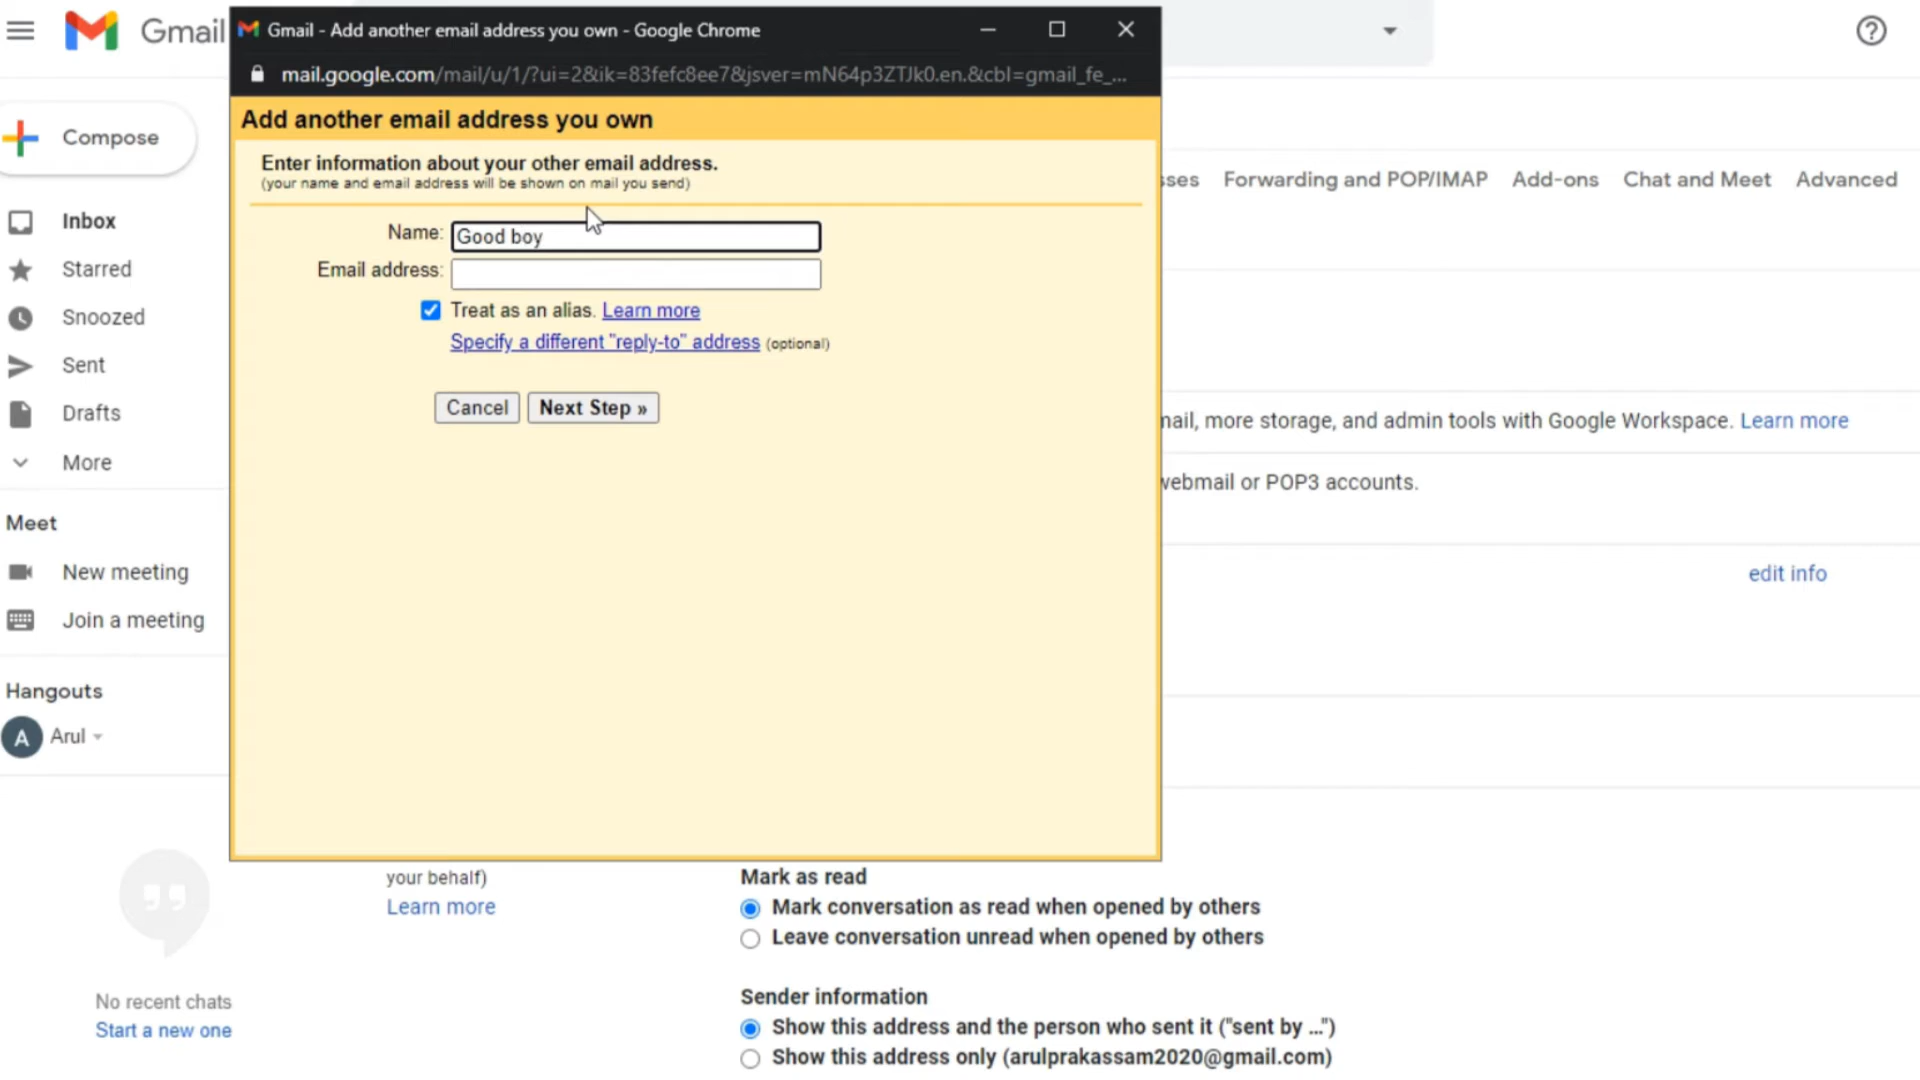 Gmail
Gmail - Add another email address you own - Google Chrome
mail.google.com/mail/u/1/?ui=2&ik=83fefc8ee7&jsver=mN64p3ZTJk0.en.&cbl=gmail_fe_...
Compose
Inbox
Starred
Snoozed
Sent
Drafts
More
Meet
New meeting
Join a meeting
Hangouts
A Arul
No recent chats
Start a new one
Add another email address you own
Enter information about your other email address.
(your name and email address will be shown on mail you send)
Name: Good boy
Email address:
Treat as an alias. Learn more
Specify a different "reply-to" address (optional)
Cancel Next Step »
Forwarding and POP/IMAP Add-ons Chat and Meet Advanced
more storage, and admin tools with Google Workspace. Learn more
webmail or POP3 accounts.
edit info
your behalf)
Learn more
Mark as read
Mark conversation as read when opened by others
Leave conversation unread when opened by others
Sender information
Show this address and the person who sent it ("sent by ...")
Show this address only (arulprakassam2020@gmail.com)